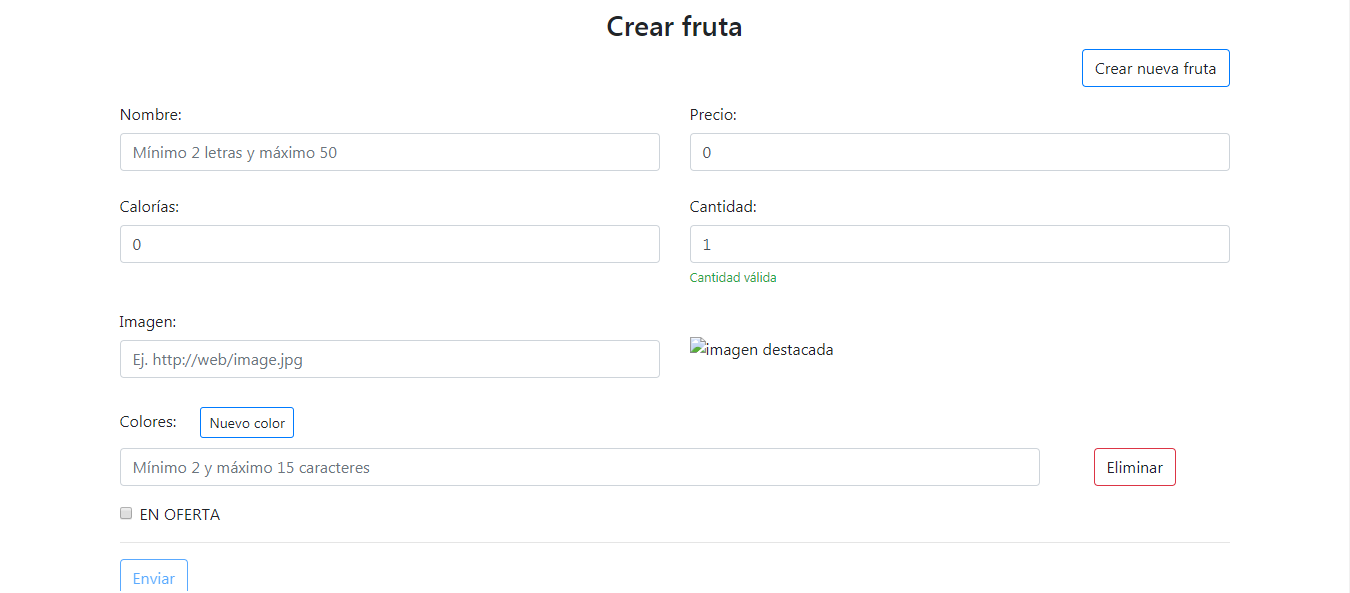 Crear fruta
Crear nueva fruta
Nombre:
Precio:
Mínimo 2 letras y máximo 50
0
Calorías:
Cantidad:
0
1
Cantidad válida
Imagen:
Ej. http://web/image.jpg
imagen destacada
Colores:
Nuevo color
Mínimo 2 y máximo 15 caracteres
Eliminar
EN OFERTA
Enviar